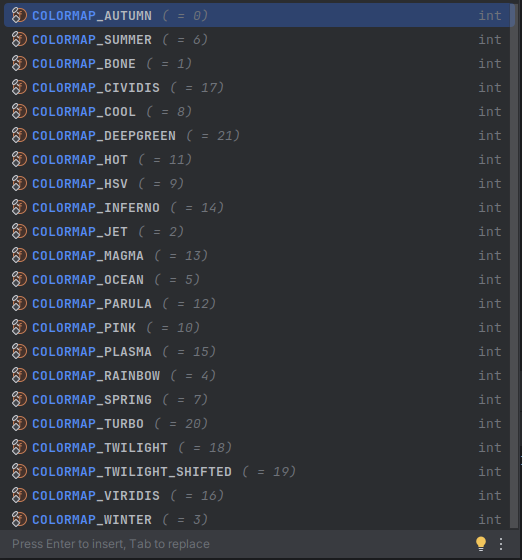 COLORMAP_AUTUMN ( = 0) int
COLORMAP_SUMMER ( = 6) int
COLORMAP_BONE ( = 1) int
COLORMAP_CIVIDIS ( = 17) int
COLORMAP_COOL ( = 8) int
COLORMAP_DEEPGREEN ( = 21) int
COLORMAP_HOT ( = 11) int
COLORMAP_HSV ( = 9) int
COLORMAP_INFERNO ( = 14) int
COLORMAP_JET ( = 2) int
COLORMAP_MAGMA ( = 13) int
COLORMAP_OCEAN ( = 5) int
COLORMAP_PARULA ( = 12) int
COLORMAP_PINK ( = 10) int
COLORMAP_PLASMA ( = 15) int
COLORMAP_RAINBOW ( = 4) int
COLORMAP_SPRING ( = 7) int
COLORMAP_TURBO ( = 20) int
COLORMAP_TWILIGHT ( = 18) int
COLORMAP_TWILIGHT_SHIFTED ( = 19) int
COLORMAP_VIRIDIS ( = 16) int
COLORMAP_WINTER ( = 3) int
Press Enter to insert, Tab to replace